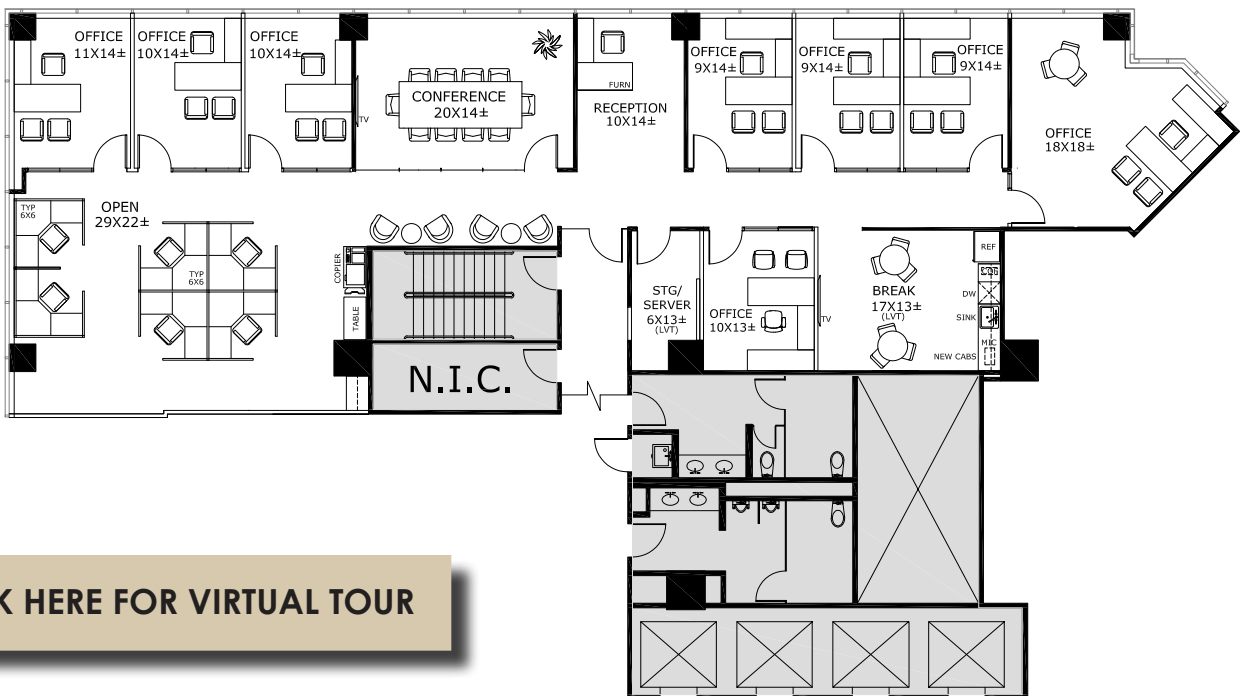 OFFICE
11X14±
OFFICE
10X14±
OFFICE
10X14±
TV
CONFERENCE
20X14±
FURN
RECEPTION
10X14±
OFFICE
9X14±
OFFICE
9X14±
OFFICE
9X14±
OFFICE
18X18±
TYP
6X6
OPEN
29X22±
TYP
6X6
COPIER
TABLE
N.I.C.
STG/
SERVER
6X13±
(LVT)
OFFICE
10X13±
TV
BREAK
17X13±
(LVT)
REF
DW
SINK
MIC
NEW CABS
K HERE FOR VIRTUAL TOUR